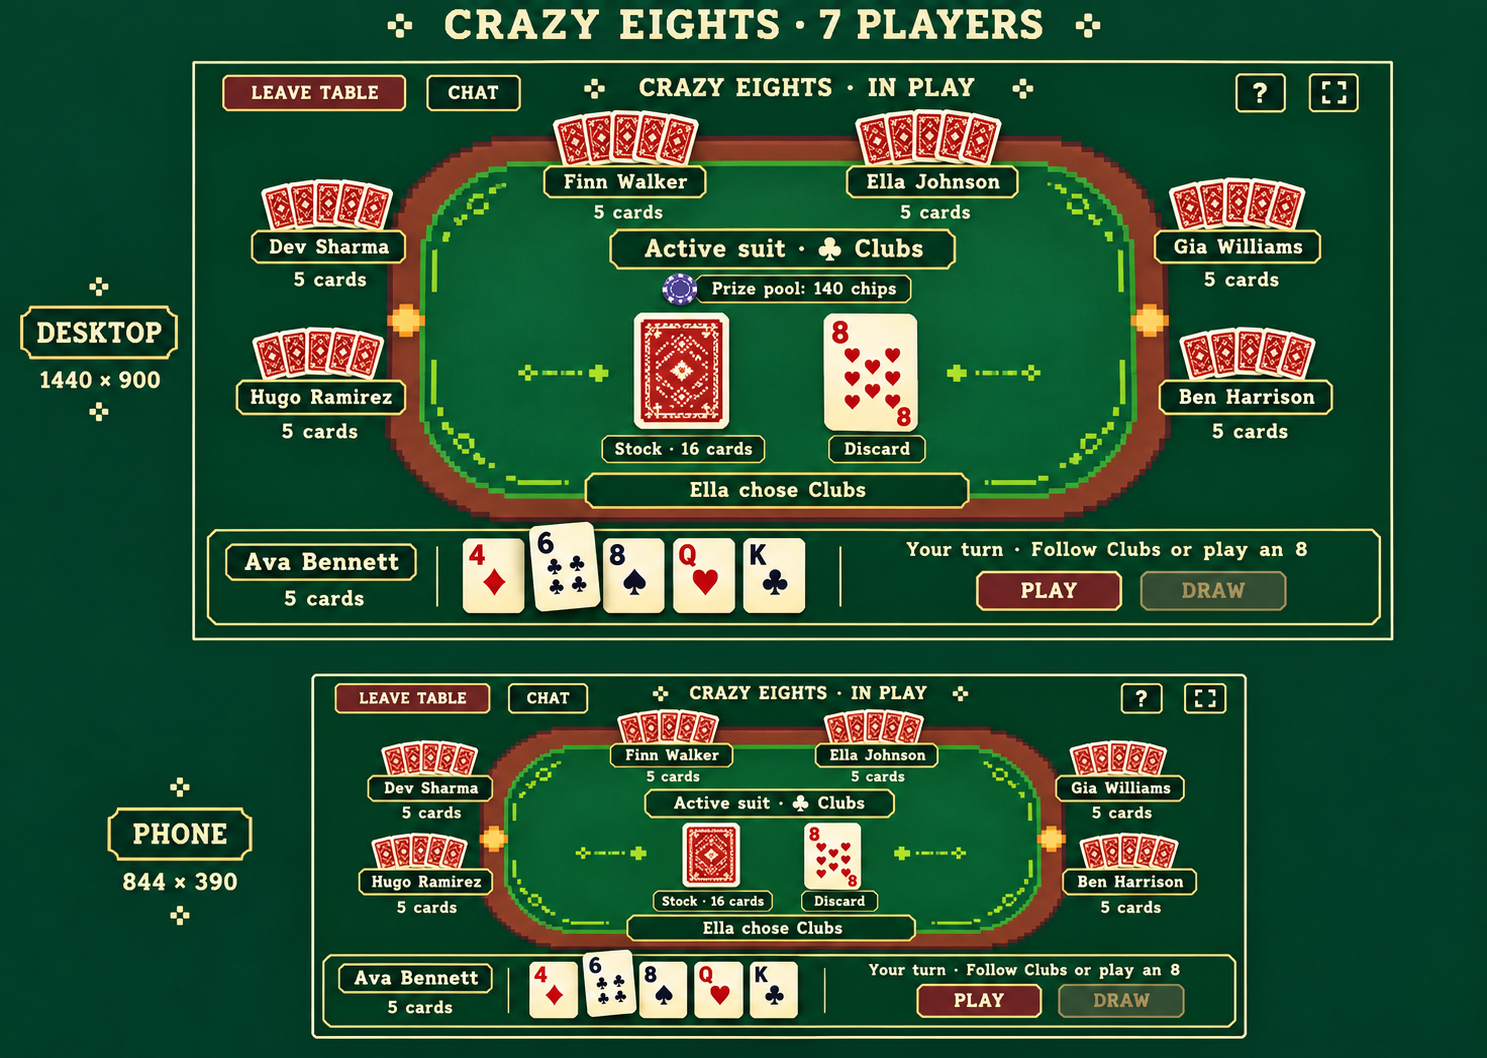 CRAZY EIGHTS · 7 PLAYERS
LEAVE TABLE
CHAT
CRAZY EIGHTS · IN PLAY
?
Finn Walker
5 cards
Ella Johnson
5 cards
Dev Sharma
5 cards
Gia Williams
5 cards
Active suit · ♣ Clubs
Prize pool: 140 chips
DESKTOP
1440 × 900
Hugo Ramirez
5 cards
8
8
Ben Harrison
5 cards
Stock · 16 cards
Discard
Ella chose Clubs
Ava Bennett
5 cards
4
6
8
Q
K
Your turn · Follow Clubs or play an 8
PLAY
DRAW
LEAVE TABLE
CHAT
CRAZY EIGHTS · IN PLAY
?
Finn Walker
5 cards
Ella Johnson
5 cards
Dev Sharma
5 cards
Gia Williams
5 cards
Active suit · ♣ Clubs
PHONE
844 × 390
Hugo Ramirez
5 cards
8
8
Ben Harrison
5 cards
Stock · 16 cards
Discard
Ella chose Clubs
Ava Bennett
5 cards
4
6
8
Q
K
Your turn · Follow Clubs or play an 8
PLAY
DRAW